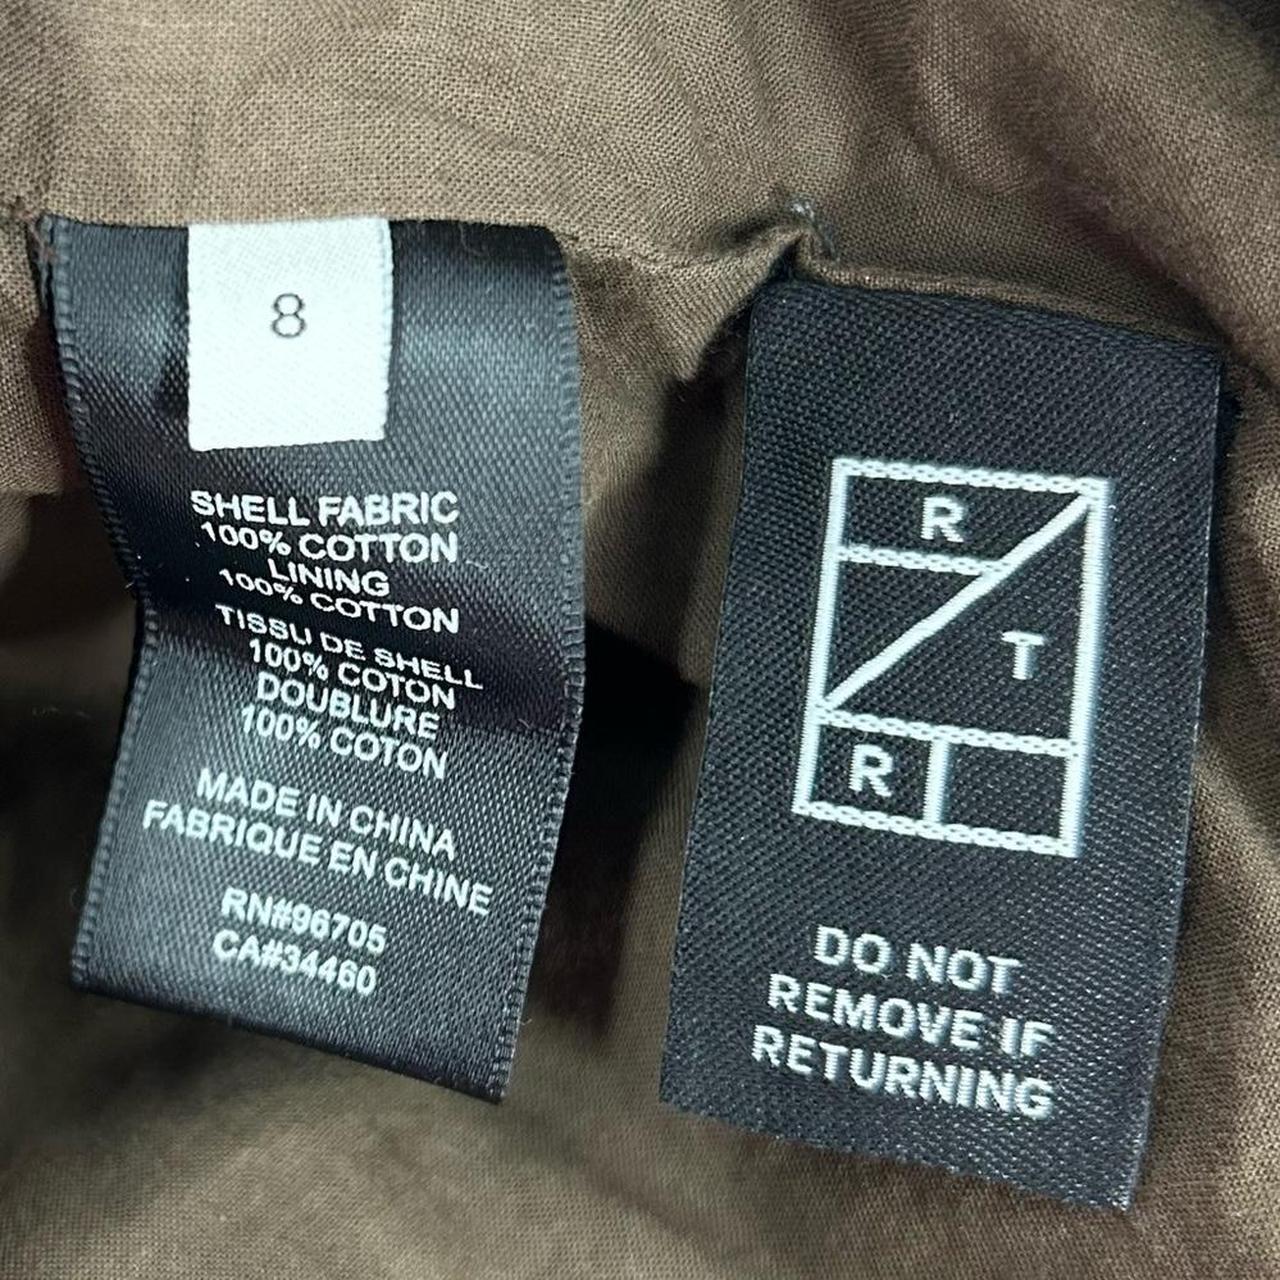 8
SHELL FABRIC
100% COTTON
LINING
100% COTTON
TISSU DE SHELL
100% COTON
DOUBLURE
100% COTON
MADE IN CHINA
FABRIQUE EN CHINE
RN#96705
CA#34460
R
T
R
DO NOT
REMOVE IF
RETURNING